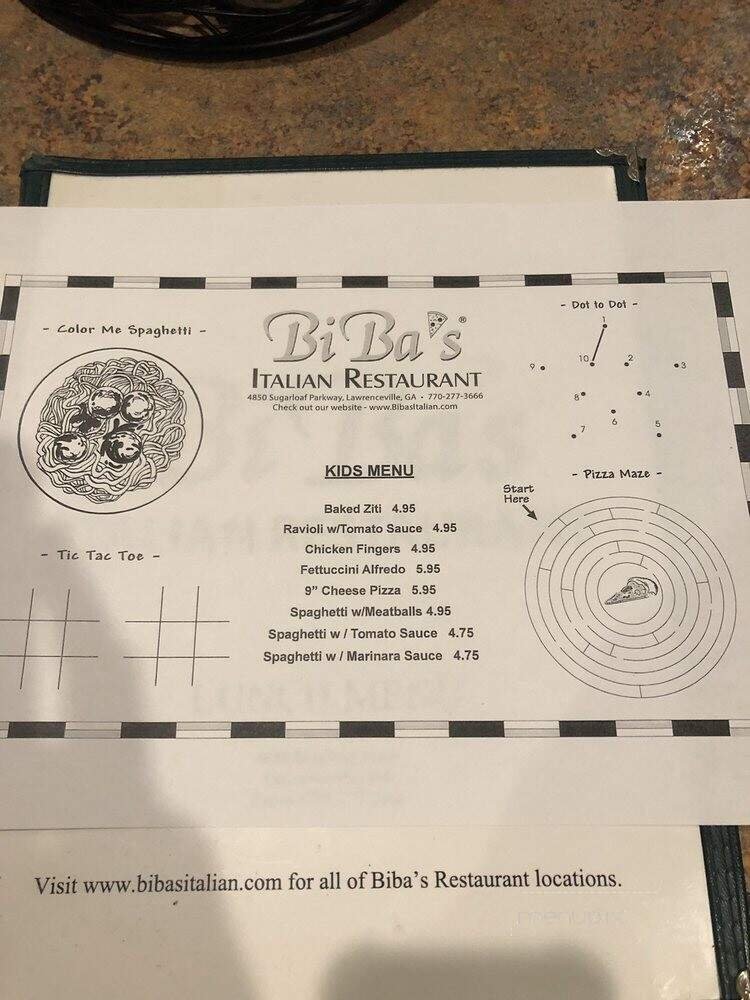 - Color Me Spaghetti -
BiBa's®
ITALIAN RESTAURANT
4850 Sugarloaf Parkway, Lawrenceville, GA • 770-277-3666
Check out our website - www.BibasItalian.com
- Dot to Dot -
1
2
3
4
5
6
7
8
9
10
KIDS MENU
Baked Ziti 4.95
Ravioli w/Tomato Sauce 4.95
Chicken Fingers 4.95
Fettuccini Alfredo 5.95
9” Cheese Pizza 5.95
Spaghetti w/Meatballs 4.95
Spaghetti w / Tomato Sauce 4.75
Spaghetti w / Marinara Sauce 4.75
- Pizza Maze -
Start
Here
- Tic Tac Toe -
LUNCH MENU
Visit www.bibasitalian.com for all of Biba’s Restaurant locations.